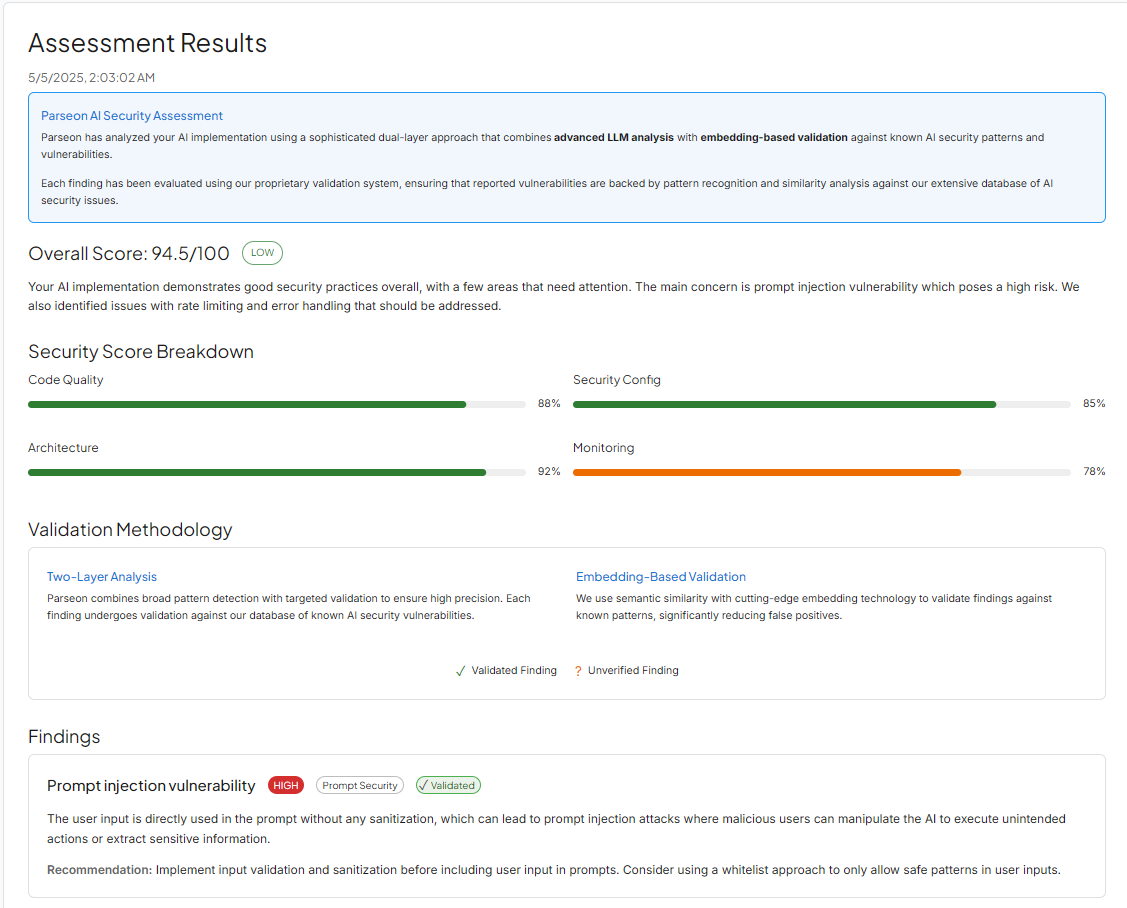 Assessment Results
5/5/2025, 2:03:02 AM
Parseon AI Security Assessment
Parseon has analyzed your AI implementation using a sophisticated dual-layer approach that combines advanced LLM analysis with embedding-based validation against known AI security patterns and
vulnerabilities.
Each finding has been evaluated using our proprietary validation system, ensuring that reported vulnerabilities are backed by pattern recognition and similarity analysis against our extensive database of AI
security issues.
Overall Score: 94.5/100 LOW
Your AI implementation demonstrates good security practices overall, with a few areas that need attention. The main concern is prompt injection vulnerability which poses a high risk. We
also identified issues with rate limiting and error handling that should be addressed.
Security Score Breakdown
Code Quality
88%
Security Config
85%
Architecture
92%
Monitoring
78%
Validation Methodology
Two-Layer Analysis
Parseon combines broad pattern detection with targeted validation to ensure high precision. Each
finding undergoes validation against our database of known AI security vulnerabilities.
Embedding-Based Validation
We use semantic similarity with cutting-edge embedding technology to validate findings against
known patterns, significantly reducing false positives.
✓ Validated Finding ? Unverified Finding
Findings
Prompt injection vulnerability HIGH Prompt Security ✓ Validated
The user input is directly used in the prompt without any sanitization, which can lead to prompt injection attacks where malicious users can manipulate the AI to execute unintended
actions or extract sensitive information.
Recommendation: Implement input validation and sanitization before including user input in prompts. Consider using a whitelist approach to only allow safe patterns in user inputs.